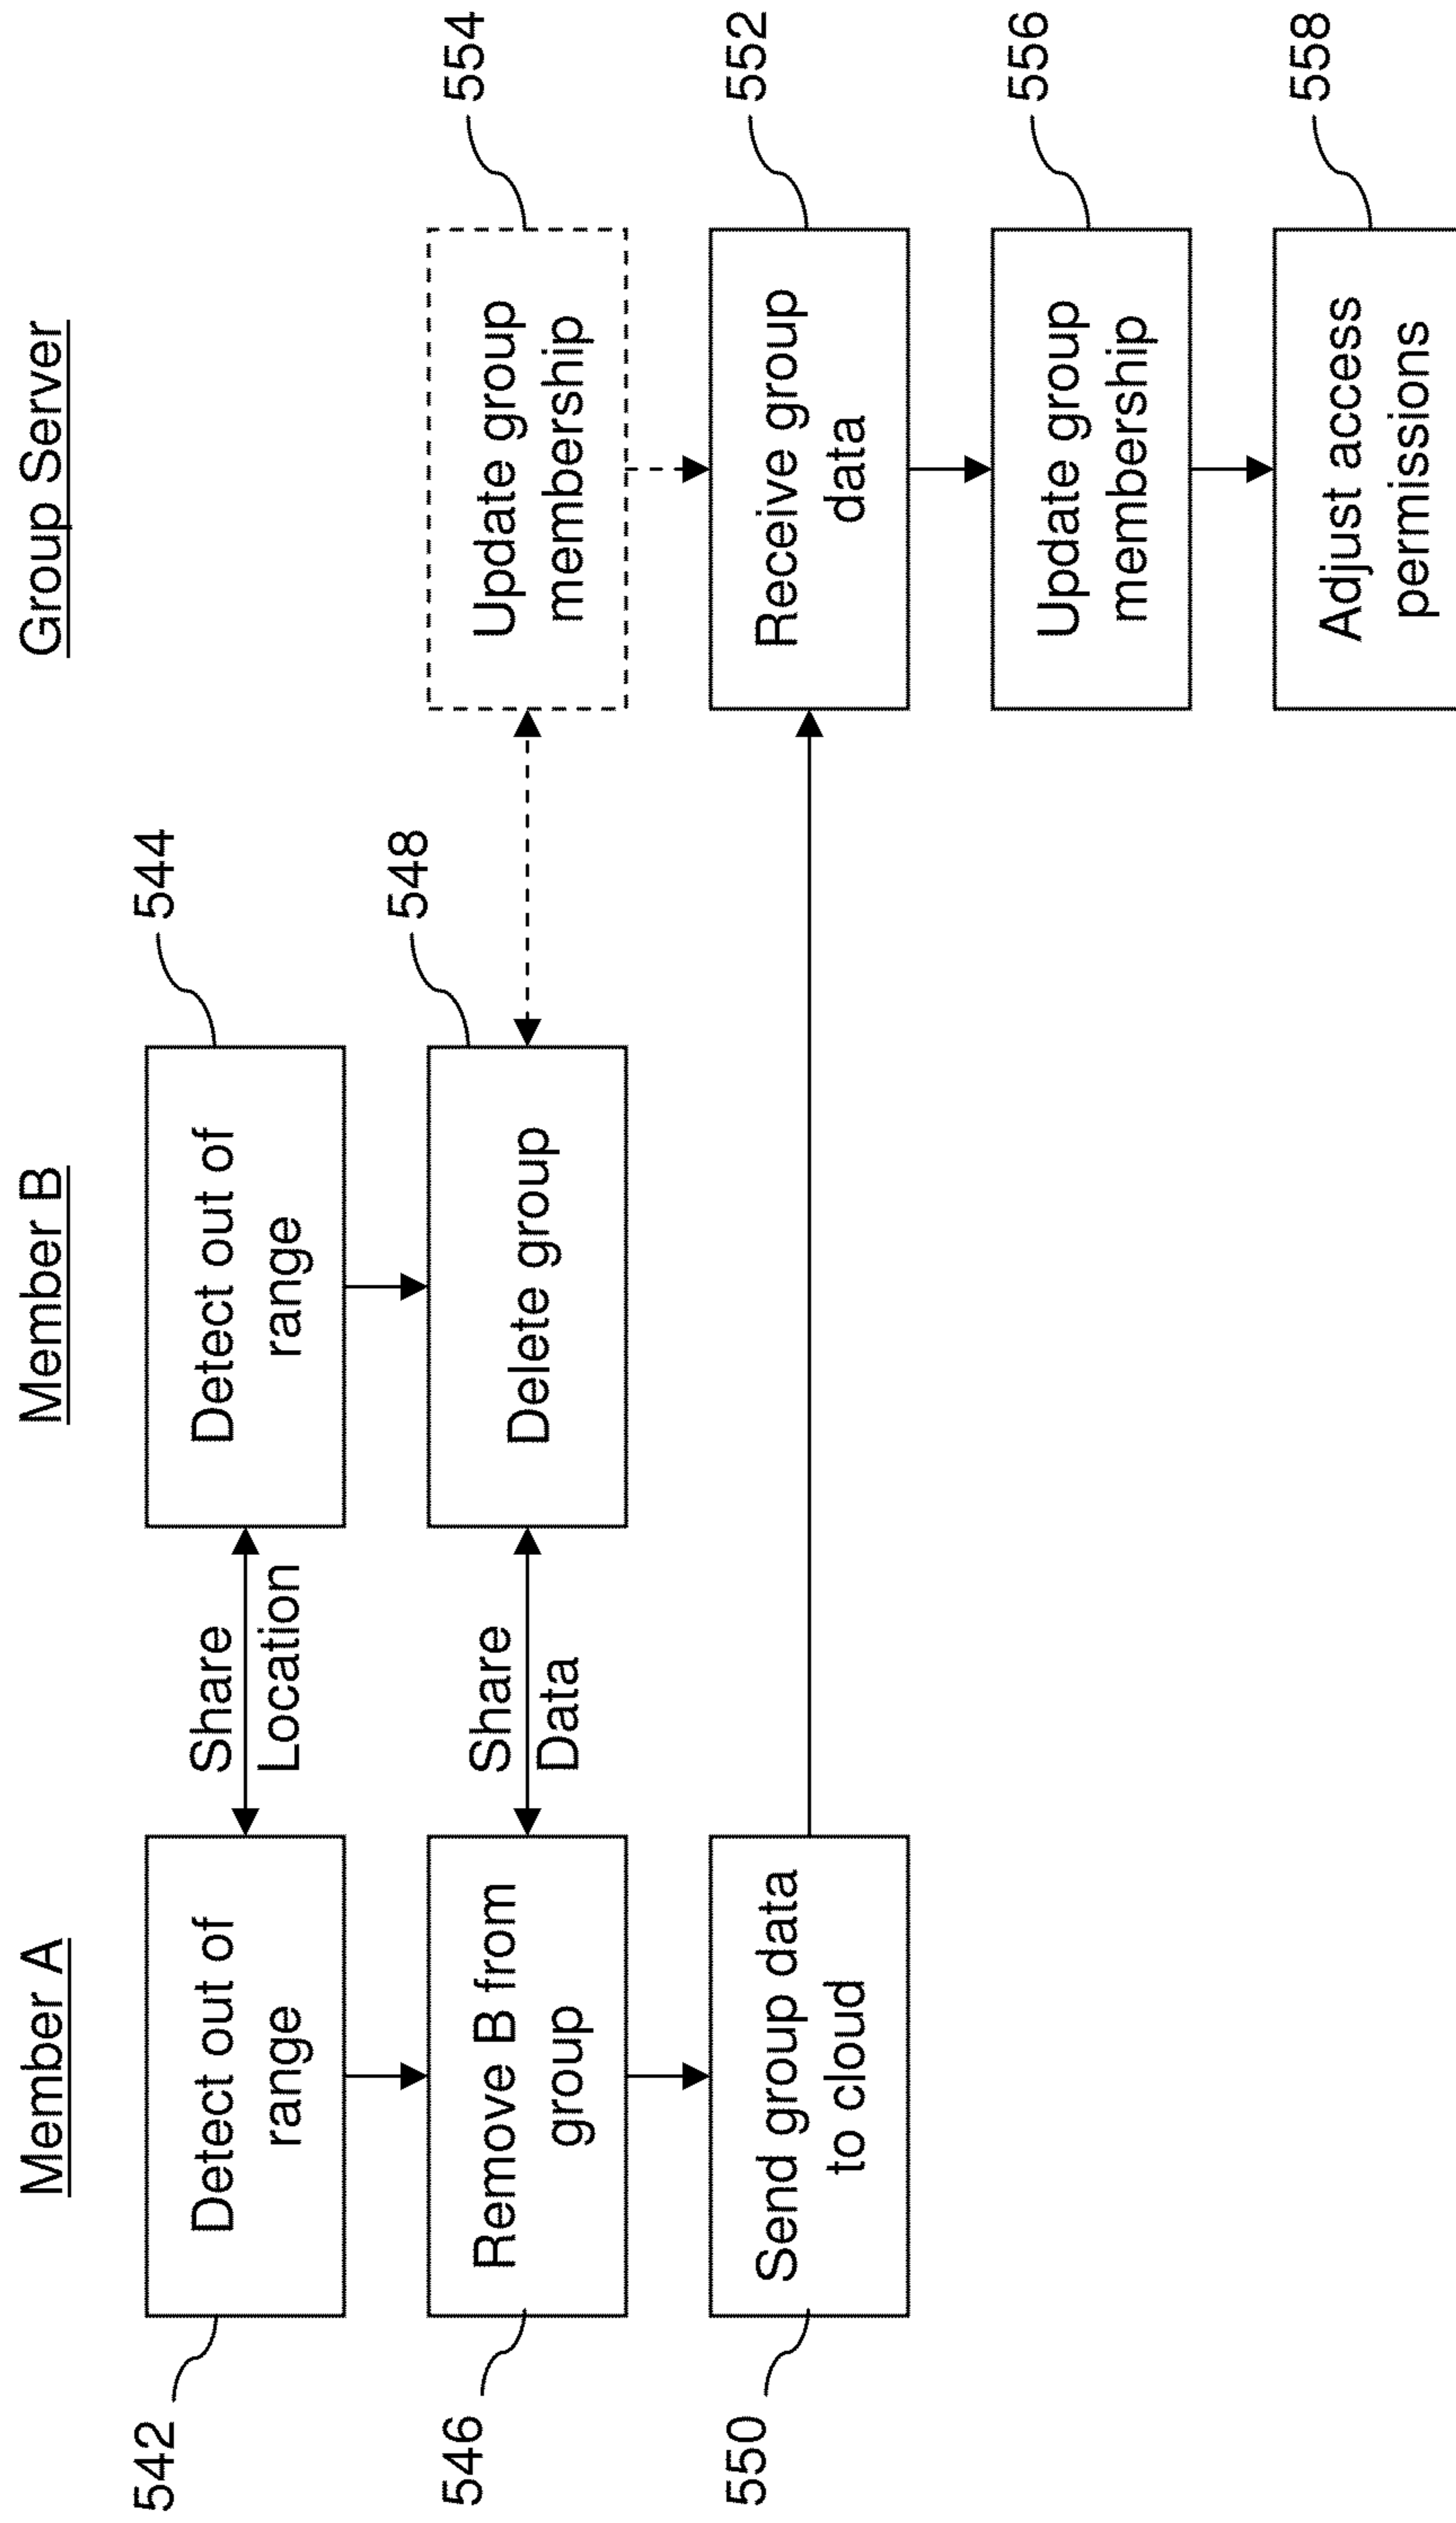 Member A
Member B
Group Server
542
Detect out of
range
Share
Location
Detect out of
range
544
546
Remove B from
group
Share
Data
Delete group
548
Update group
membership
554
550
Send group data
to cloud
Receive group
data
552
Update group
membership
556
Adjust access
permissions
558